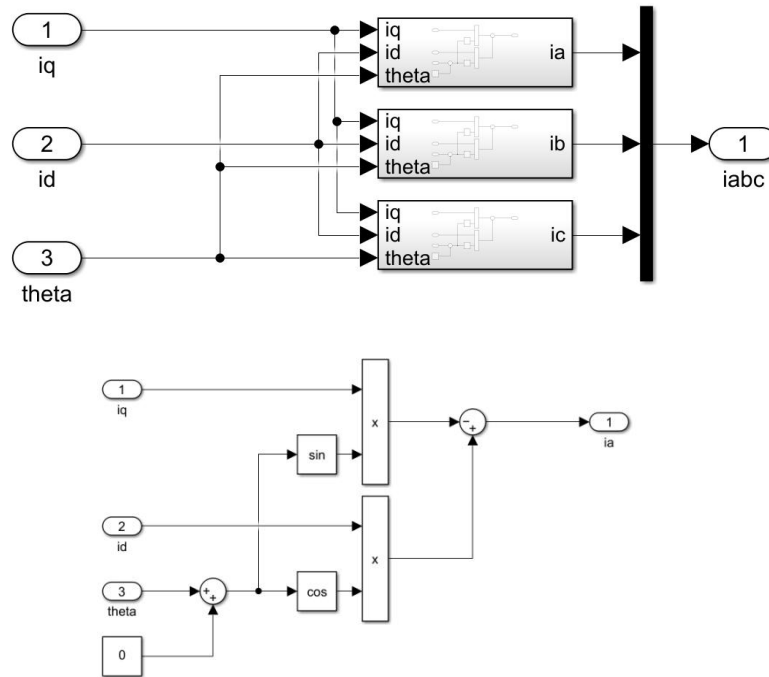 1
iq
2
id
3
theta
iq
id
theta
ia
iq
id
theta
ib
iq
id
theta
ic
1
iabc
1
iq
sin
x
2
id
3
theta
+
+
0
cos
x
−
+
1
ia